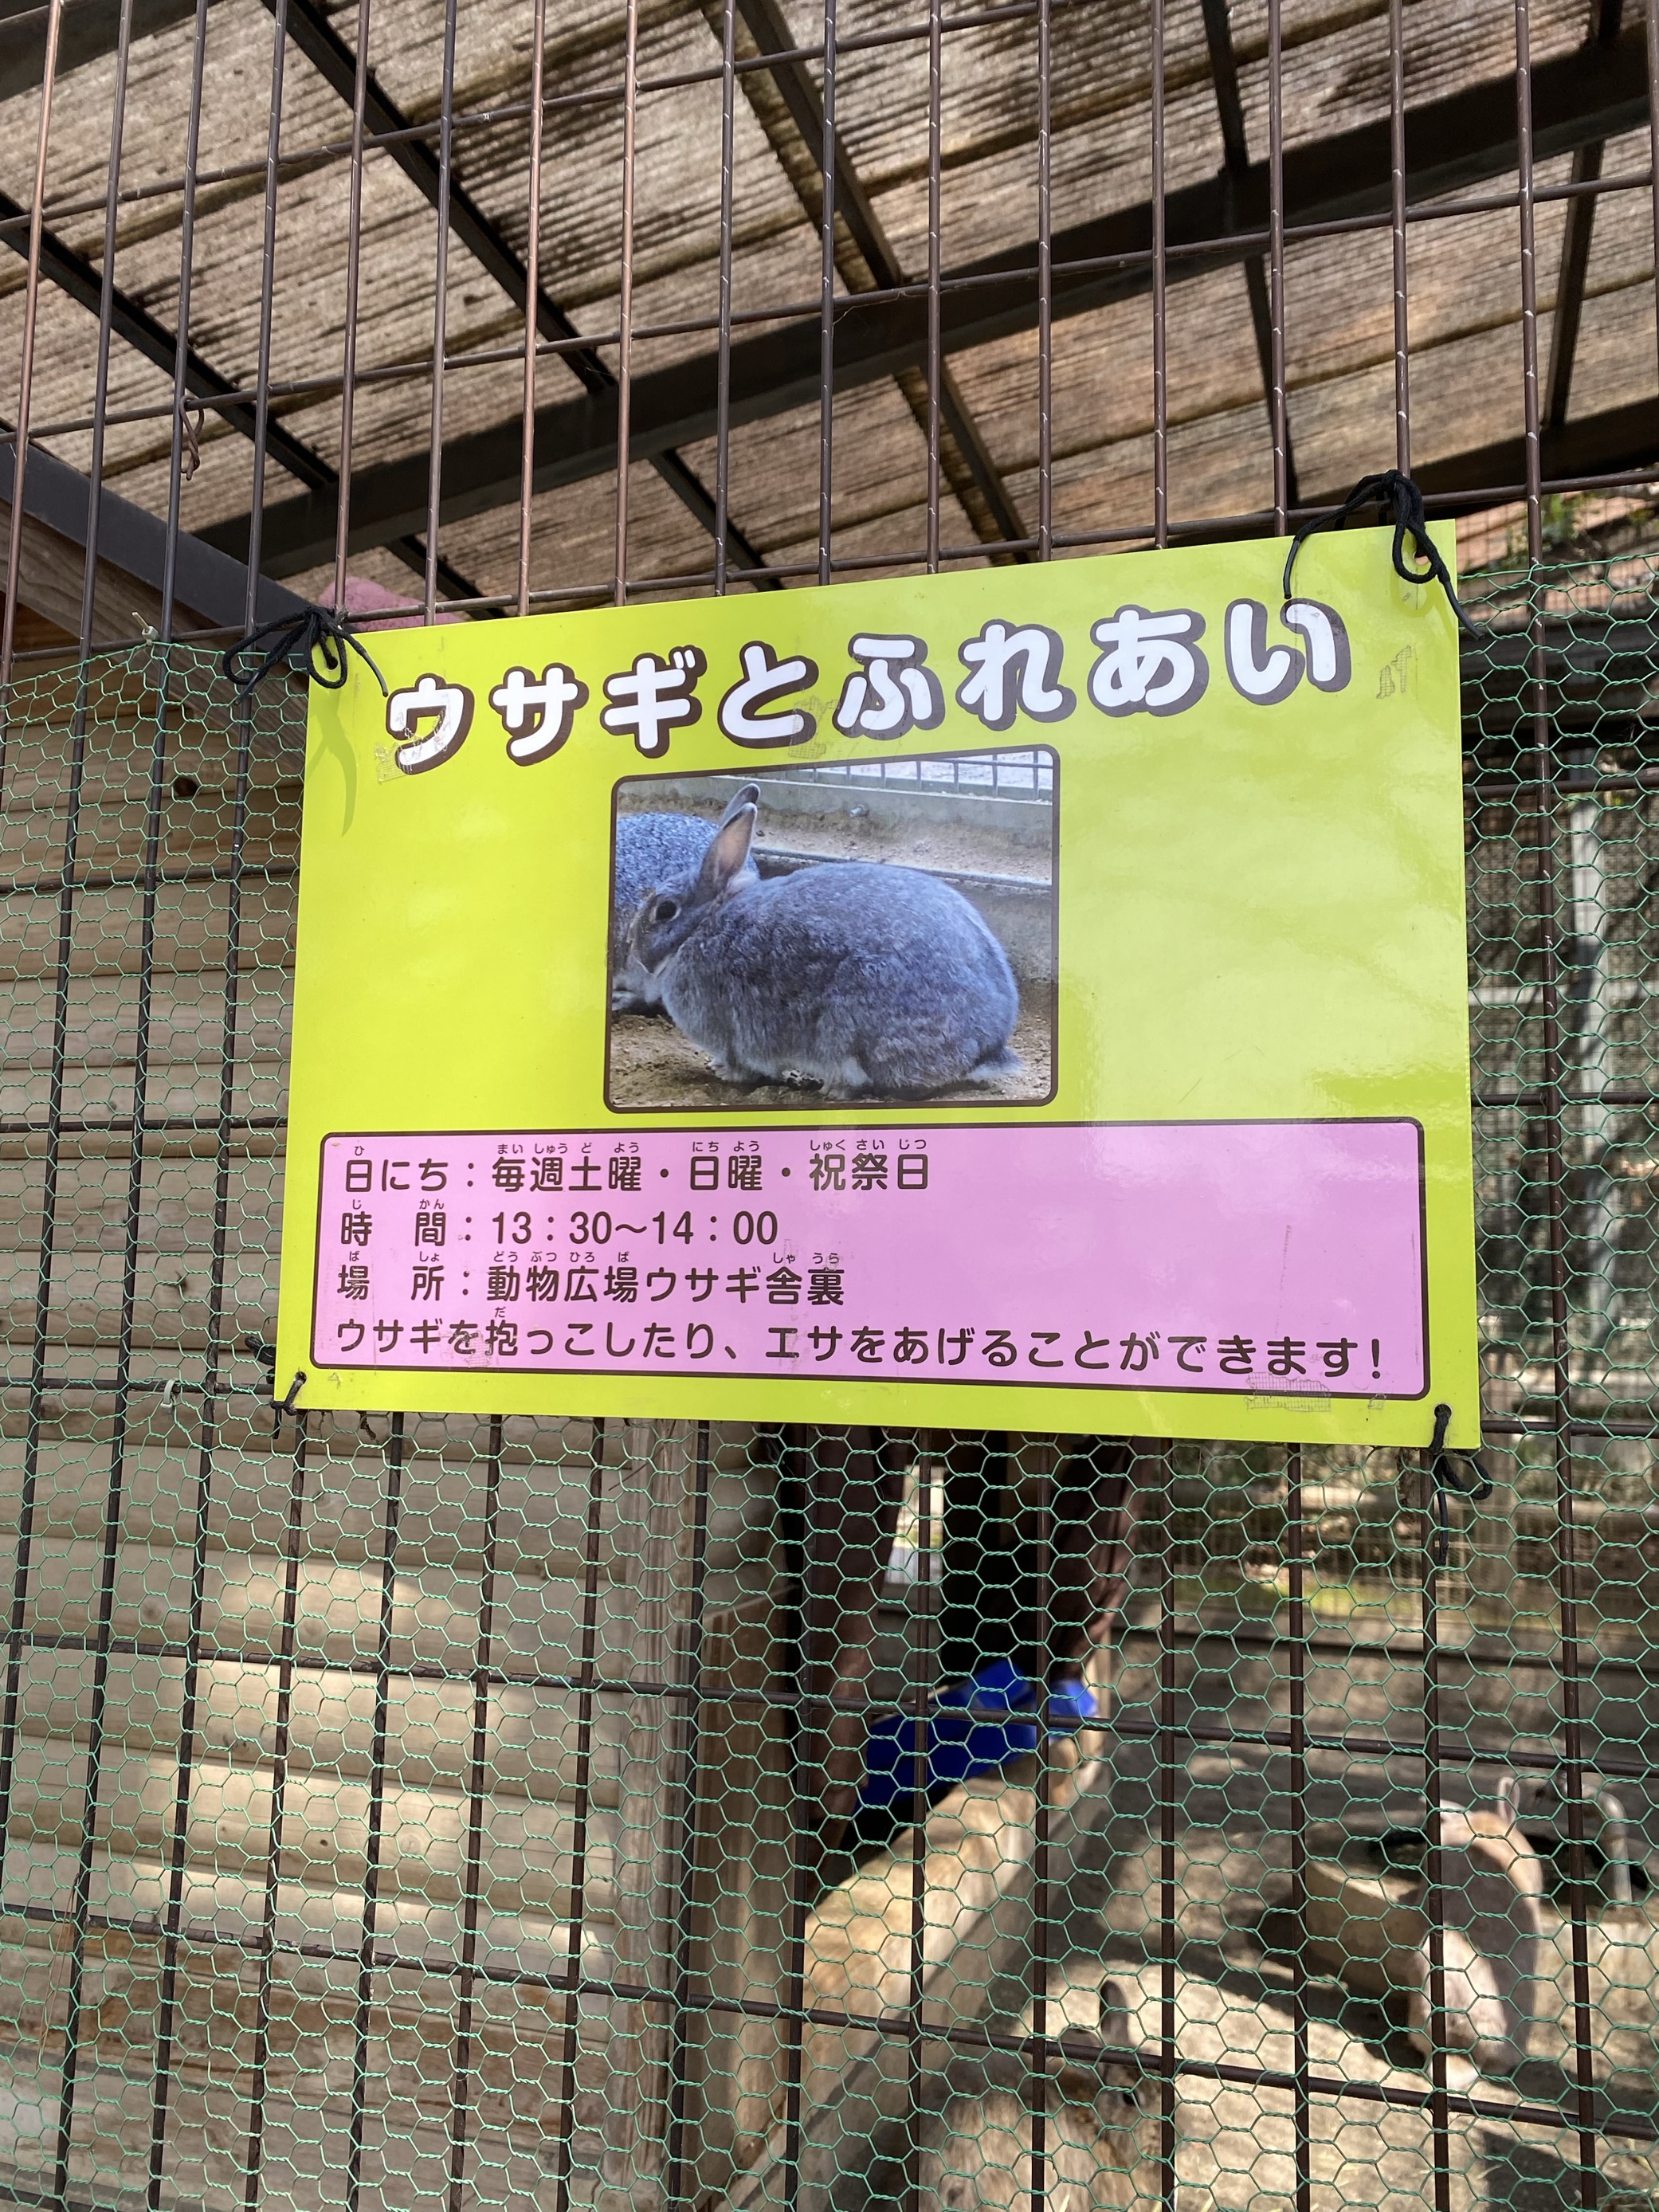 ウサギとふれあい
日にち：毎週土曜・日曜・祝祭日
時　間：13：30～14：00
場　所：動物広場ウサギ舎裏
ウサギを抱っこしたり、エサをあげることができます！